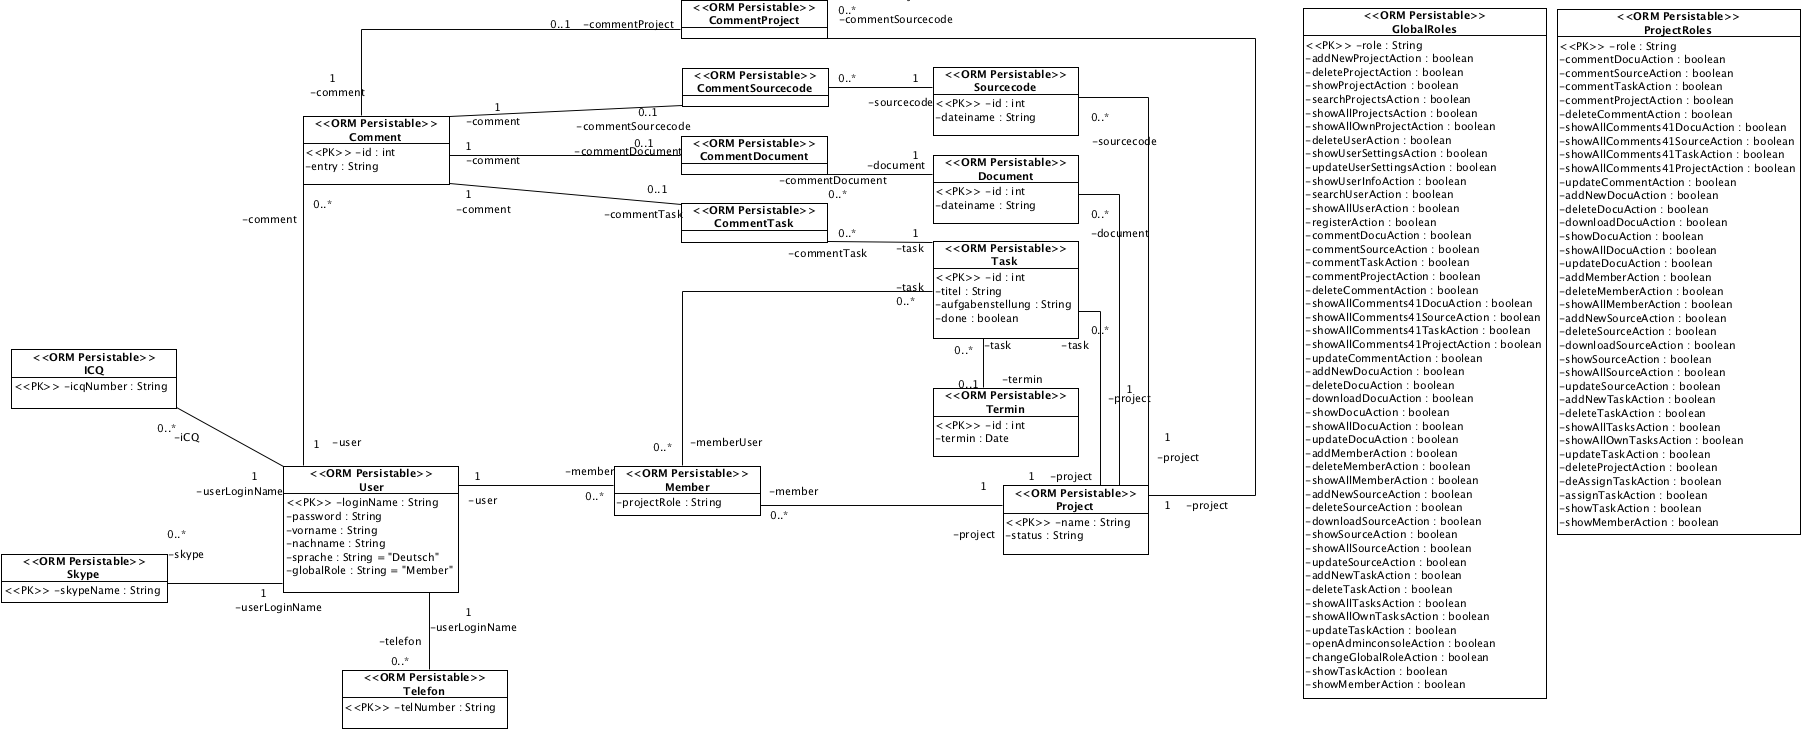 <<ORM Persistable>>
CommentProject
0..1
-commentProject
0..*
-commentSourcecode
1
-comment
<<ORM Persistable>>
CommentSourcecode
0..*
1
-sourcecode
<<ORM Persistable>>
Sourcecode
<<PK>> -id : int
-dateiname : String
0..*
-sourcecode
<<ORM Persistable>>
Comment
<<PK>> -id : int
-entry : String
1
-comment
0..1
-commentSourcecode
1
-comment
0..1
-commentDocument
<<ORM Persistable>>
CommentDocument
1
-document
-commentDocument
0..*
<<ORM Persistable>>
Document
<<PK>> -id : int
-dateiname : String
0..*
-document
0..*
-comment
1
-comment
0..1
-commentTask
<<ORM Persistable>>
CommentTask
0..*
-commentTask
1
-task
<<ORM Persistable>>
Task
<<PK>> -id : int
-titel : String
-aufgabenstellung : String
-done : boolean
-task
0..*
0..*
-task
0..*
-task
0..1
-termin
<<ORM Persistable>>
Termin
<<PK>> -id : int
-termin : Date
1
-project
1
-project
<<ORM Persistable>>
ICQ
<<PK>> -icqNumber : String
0..*
-iCQ
1
-userLoginName
1
-user
0..*
-memberUser
<<ORM Persistable>>
User
<<PK>> -loginName : String
-password : String
-vorname : String
-nachname : String
-sprache : String = "Deutsch"
-globalRole : String = "Member"
1
-user
-member
0..*
<<ORM Persistable>>
Member
-projectRole : String
-member
0..*
1
-project
1
-project
<<ORM Persistable>>
Project
<<PK>> -name : String
-status : String
1
-project
0..*
-skype
<<ORM Persistable>>
Skype
<<PK>> -skypeName : String
1
-userLoginName
1
-userLoginName
-telefon
0..*
<<ORM Persistable>>
Telefon
<<PK>> -telNumber : String
<<ORM Persistable>>
GlobalRoles
<<PK>> -role : String
-addNewProjectAction : boolean
-deleteProjectAction : boolean
-showProjectAction : boolean
-searchProjectsAction : boolean
-showAllProjectsAction : boolean
-showAllOwnProjectAction : boolean
-deleteUserAction : boolean
-showUserSettingsAction : boolean
-updateUserSettingsAction : boolean
-showUserInfoAction : boolean
-searchUserAction : boolean
-showAllUserAction : boolean
-registerAction : boolean
-commentDocuAction : boolean
-commentSourceAction : boolean
-commentTaskAction : boolean
-commentProjectAction : boolean
-deleteCommentAction : boolean
-showAllComments41DocuAction : boolean
-showAllComments41SourceAction : boolean
-showAllComments41TaskAction : boolean
-showAllComments41ProjectAction : boolean
-updateCommentAction : boolean
-addNewDocuAction : boolean
-deleteDocuAction : boolean
-downloadDocuAction : boolean
-showDocuAction : boolean
-showAllDocuAction : boolean
-updateDocuAction : boolean
-addMemberAction : boolean
-deleteMemberAction : boolean
-showAllMemberAction : boolean
-addNewSourceAction : boolean
-deleteSourceAction : boolean
-downloadSourceAction : boolean
-showSourceAction : boolean
-showAllSourceAction : boolean
-updateSourceAction : boolean
-addNewTaskAction : boolean
-deleteTaskAction : boolean
-showAllTasksAction : boolean
-showAllOwnTasksAction : boolean
-updateTaskAction : boolean
-openAdminconsoleAction : boolean
-changeGlobalRoleAction : boolean
-showTaskAction : boolean
-showMemberAction : boolean
<<ORM Persistable>>
ProjectRoles
<<PK>> -role : String
-commentDocuAction : boolean
-commentSourceAction : boolean
-commentTaskAction : boolean
-commentProjectAction : boolean
-deleteCommentAction : boolean
-showAllComments41DocuAction : boolean
-showAllComments41SourceAction : boolean
-showAllComments41TaskAction : boolean
-showAllComments41ProjectAction : boolean
-updateCommentAction : boolean
-addNewDocuAction : boolean
-deleteDocuAction : boolean
-downloadDocuAction : boolean
-showDocuAction : boolean
-showAllDocuAction : boolean
-updateDocuAction : boolean
-addMemberAction : boolean
-deleteMemberAction : boolean
-showAllMemberAction : boolean
-addNewSourceAction : boolean
-deleteSourceAction : boolean
-downloadSourceAction : boolean
-showSourceAction : boolean
-showAllSourceAction : boolean
-updateSourceAction : boolean
-addNewTaskAction : boolean
-deleteTaskAction : boolean
-showAllTasksAction : boolean
-showAllOwnTasksAction : boolean
-updateTaskAction : boolean
-deleteProjectAction : boolean
-deAssignTaskAction : boolean
-assignTaskAction : boolean
-showTaskAction : boolean
-showMemberAction : boolean